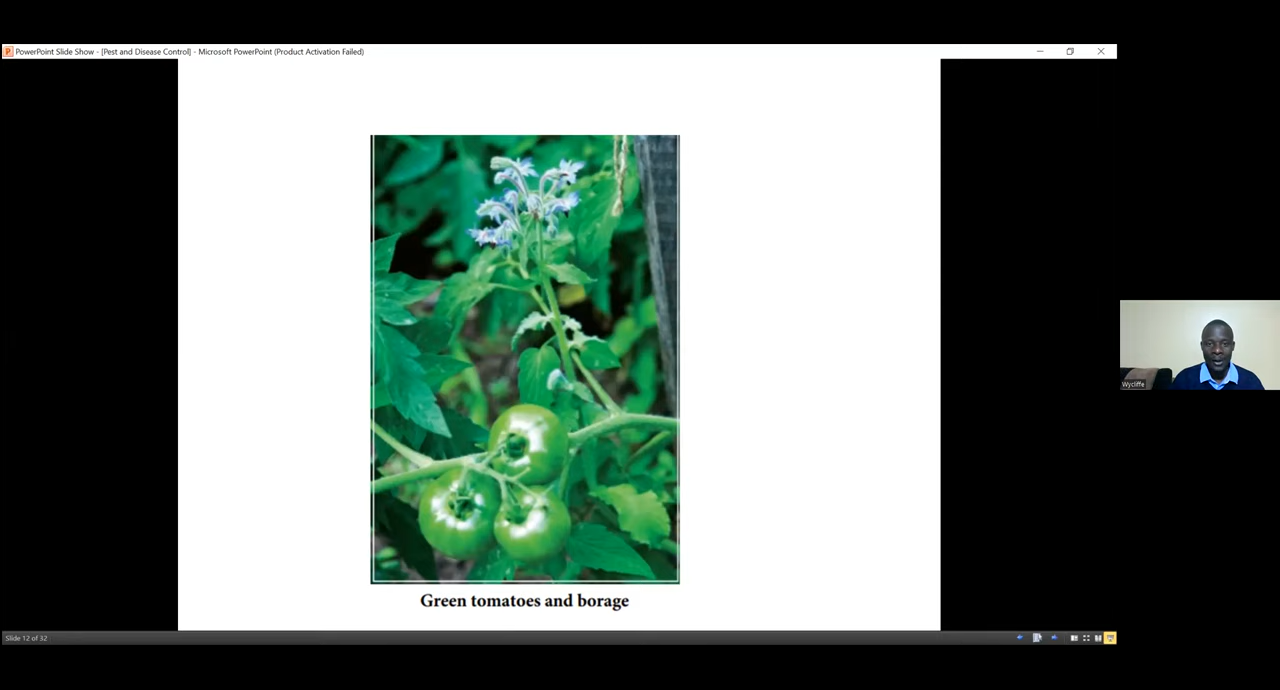 PowerPoint Slide Show - [Pest and Disease Control] - Microsoft PowerPoint (Product Activation Failed)
Wycliffe
Green tomatoes and borage
Slide 12 of 32